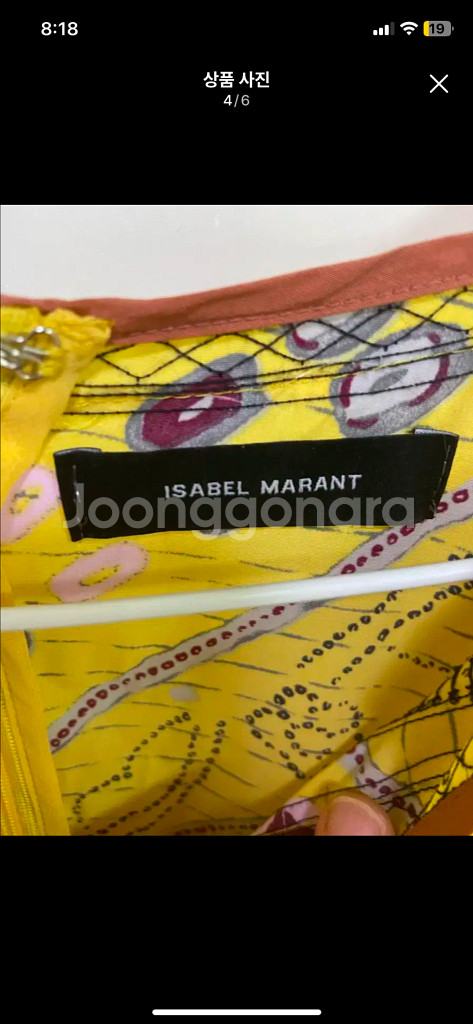 8:18
19
상품 사진
4/6
ISABEL MARANT
Joonggonara